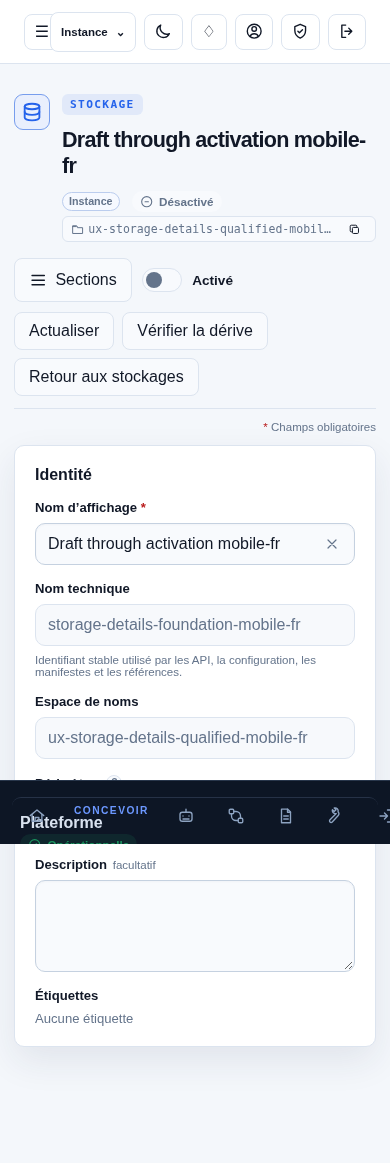 Instance
STOCKAGE
Draft through activation mobile-
fr
Instance
Désactivé
ux-storage-details-qualified-mobil…
Sections
Activé
Actualiser
Vérifier la dérive
Retour aux stockages
* Champs obligatoires
Identité
Nom d’affichage *
Draft through activation mobile-fr
Nom technique
storage-details-foundation-mobile-fr
Identifiant stable utilisé par les API, la configuration, les
manifestes et les références.
Espace de noms
ux-storage-details-qualified-mobile-fr
CONCEVOIR
Plateforme
Opérationnelle
Description facultatif
Étiquettes
Aucune étiquette